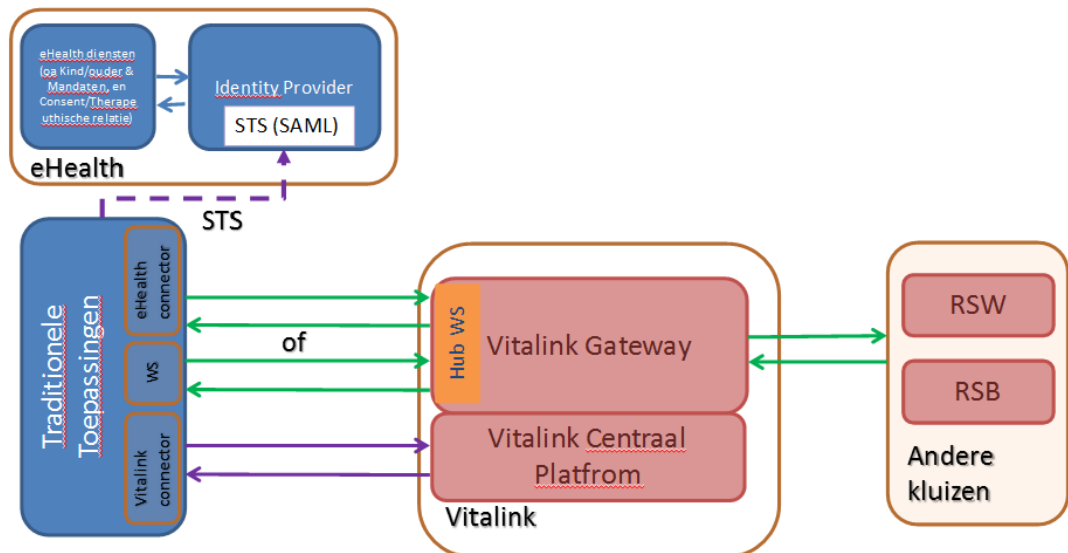 eHealth diensten
(oa Kind/ouder &
Mandaten, en
Consent/Therape
uthische relatie)
Identity Provider
STS (SAML)
eHealth
STS
Traditionele
Toepassingen
eHealth
connector
WS
Vitalink
connector
of
Hub WS
Vitalink Gateway
Vitalink Centraal
Platfrom
Vitalink
RSW
RSB
Andere
kluizen